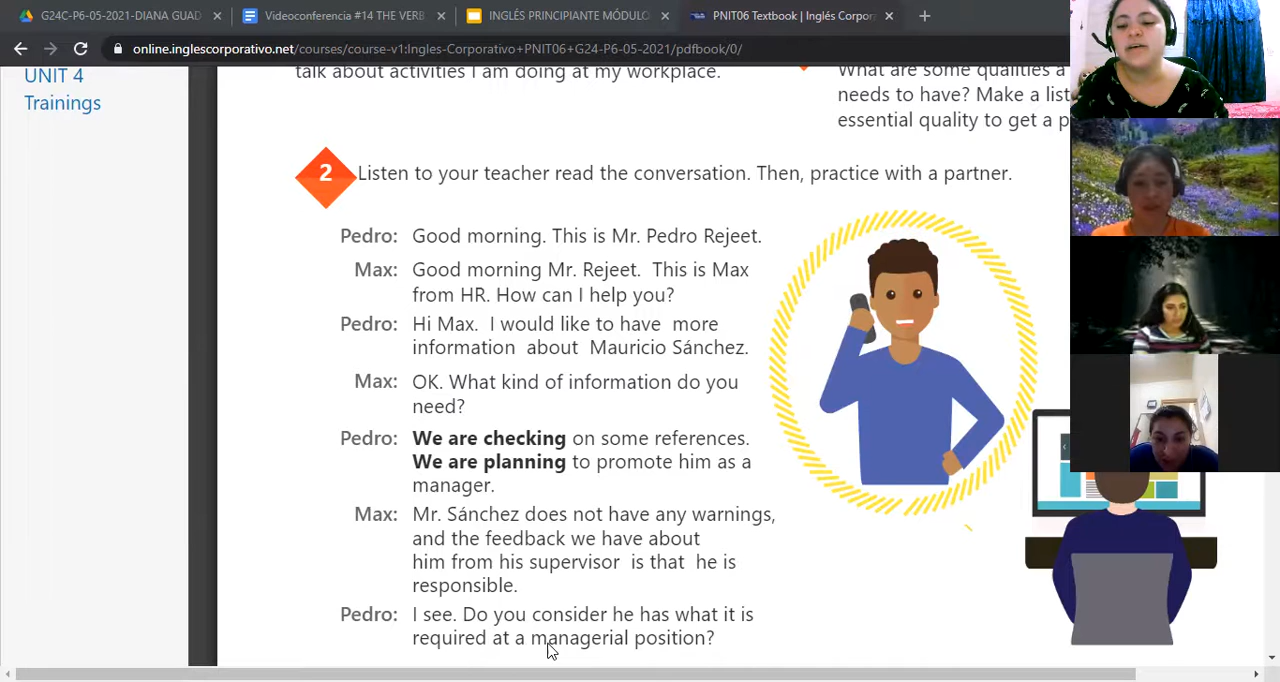 G24C-P6-05-2021-DIANA GUAD
Videoconferencia #14 THE VERB
INGLÉS PRINCIPIANTE MÓDULO
PNIT06 Textbook | Inglés Corpor
online.inglescorporativo.net/courses/course-v1:Ingles-Corporativo+PNIT06+G24-P6-05-2021/pdfbook/0/
UNIT 4
Trainings
talk about activities I am doing at my workplace.
What are some qualities a
needs to have? Make a list
essential quality to get a p
2 Listen to your teacher read the conversation. Then, practice with a partner.
Pedro: Good morning. This is Mr. Pedro Rejeet.
Max: Good morning Mr. Rejeet. This is Max
from HR. How can I help you?
Pedro: Hi Max. I would like to have more
information about Mauricio Sánchez.
Max: OK. What kind of information do you
need?
Pedro: We are checking on some references.
We are planning to promote him as a
manager.
Max: Mr. Sánchez does not have any warnings,
and the feedback we have about
him from his supervisor is that he is
responsible.
Pedro: I see. Do you consider he has what it is
required at a managerial position?